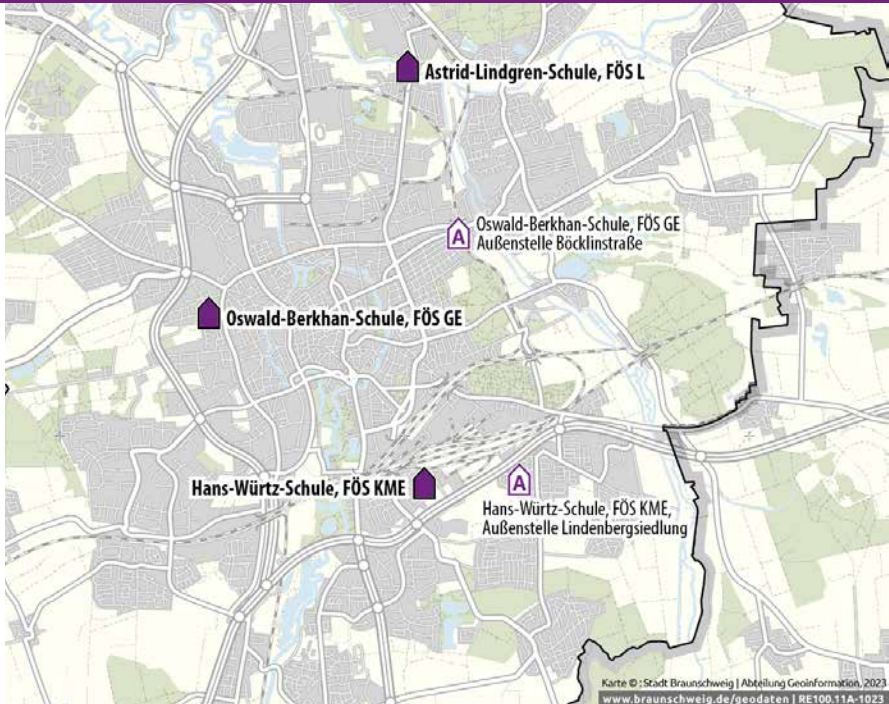 Astrid-Lindgren-Schule, FÖS L
A
Oswald-Berkhan-Schule, FÖS GE
Außenstelle Böcklinstraße
Oswald-Berkhan-Schule, FÖS GE
Hans-Würtz-Schule, FÖS KME
A
Hans-Würtz-Schule, FÖS KME,
Außenstelle Lindenbergsiedlung
Karte © : Stadt Braunschweig | Abteilung Geoinformation, 2023
www.braunschweig.de/geodaten | RE100.11A-1023